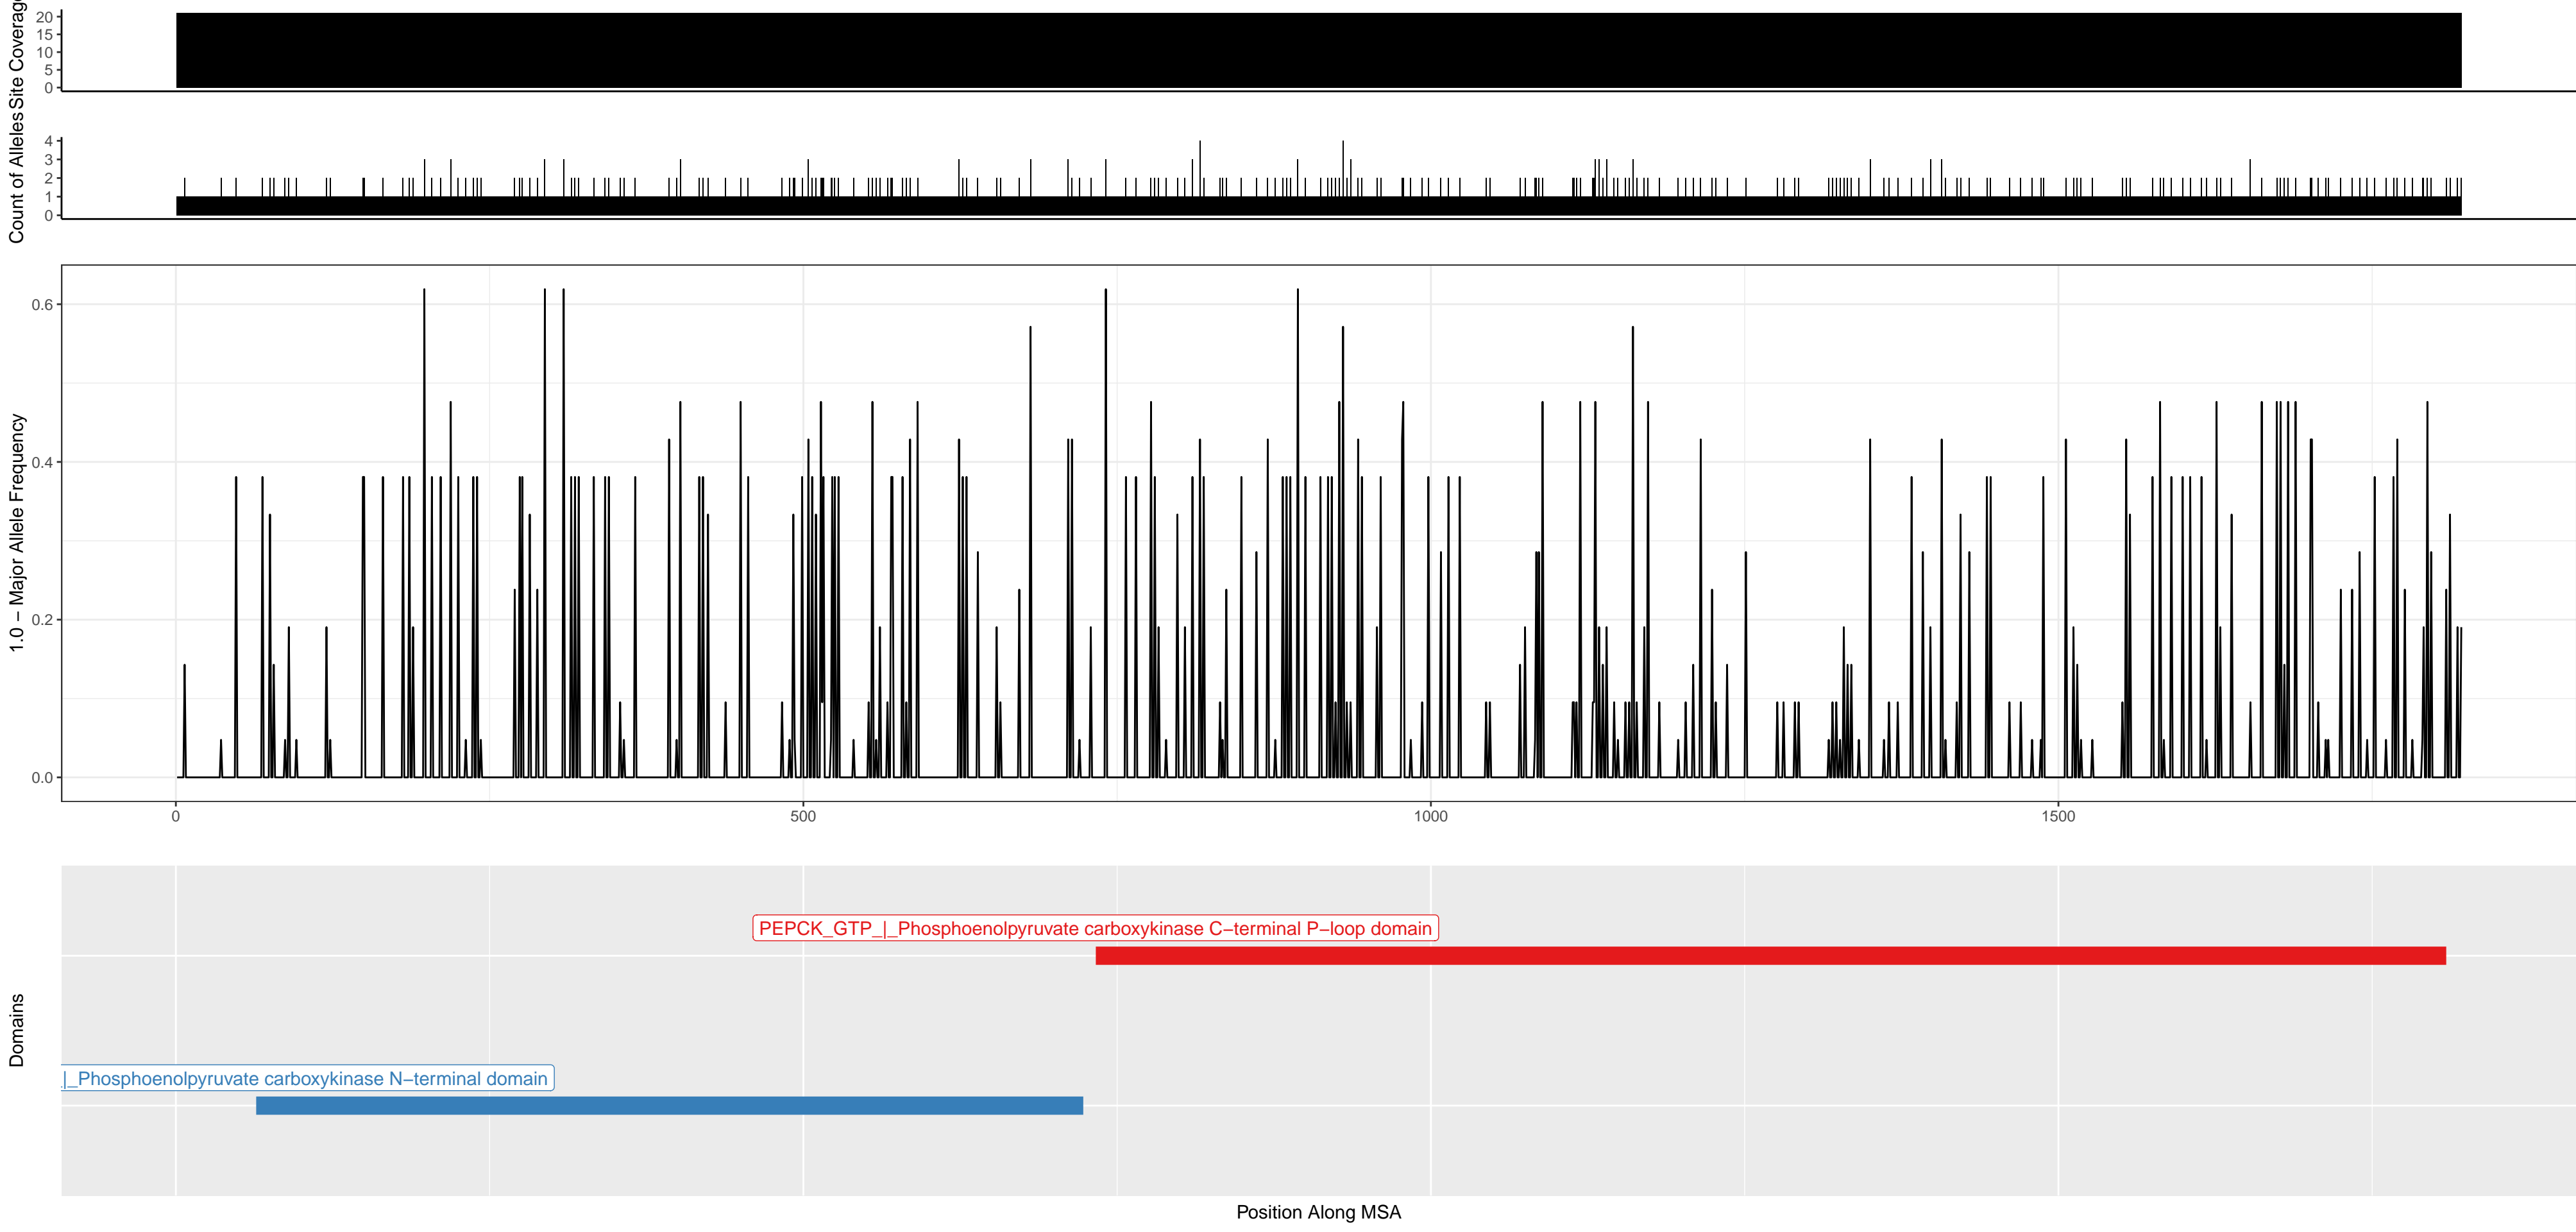 Site Coverag
20
15
10
5
0
Count of Alleles
4
3
2
1
0
1.0 − Major Allele Frequency
0.6
0.4
0.2
0.0
0
500
1000
1500
Domains
PEPCK_GTP_|_Phosphoenolpyruvate carboxykinase C−terminal P−loop domain
|_Phosphoenolpyruvate carboxykinase N−terminal domain
Position Along MSA